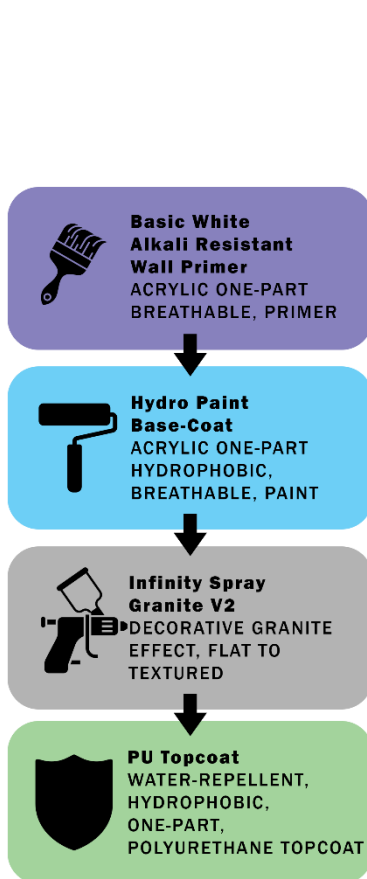 Basic White
Alkali Resistant
Wall Primer
ACRYLIC ONE-PART
BREATHABLE, PRIMER
Hydro Paint
Base-Coat
ACRYLIC ONE-PART
HYDROPHOBIC,
BREATHABLE, PAINT
Infinity Spray
Granite V2
DECORATIVE GRANITE
EFFECT, FLAT TO
TEXTURED
PU Topcoat
WATER-REPELLENT,
HYDROPHOBIC,
ONE-PART,
POLYURETHANE TOPCOAT